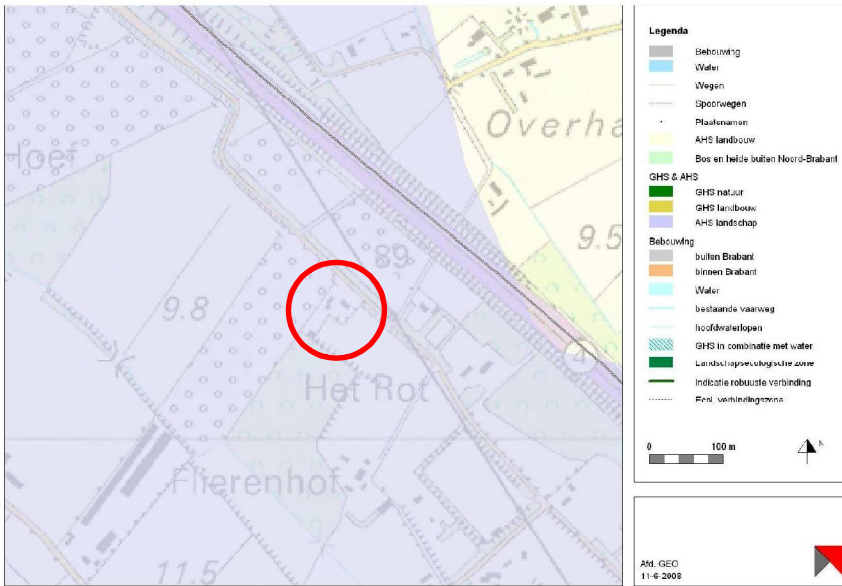 Overha
Hoef
9.5
89
9.8
4
Het Rot
Flierenhof
11.5
Legenda
Bebouwing
Water
Wegen
Spoorwegen
Plaatsnamen
AHS landbouw
Bos en heide buiten Noord-Brabant
GHS & AHS
GHS natuur
GHS landbouw
AHS landschap
Bebouwing
buiten Brabant
binnen Brabant
Water
bestaande vaarweg
hoofdwaterlopen
GHS in combinatie met water
Landschapsecologische zone
Indicatie robuuste verbinding
Ecol. verbindingszone
0 100 m
N
Afd. GEO
11-6-2008